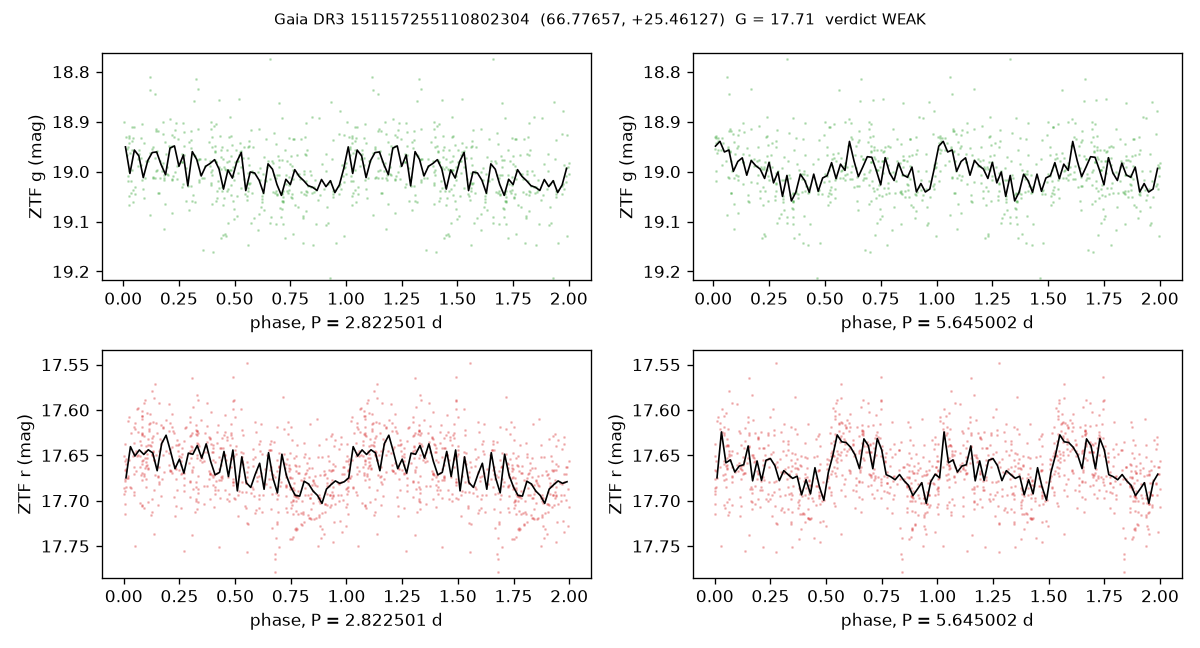 Gaia DR3 151157255110802304 (66.77657, +25.46127) G = 17.71 verdict WEAK
ZTF g (mag)
18.8
18.9
19.0
19.1
19.2
0.00 0.25 0.50 0.75 1.00 1.25 1.50 1.75 2.00
phase, P = 2.822501 d
ZTF g (mag)
18.8
18.9
19.0
19.1
19.2
0.00 0.25 0.50 0.75 1.00 1.25 1.50 1.75 2.00
phase, P = 5.645002 d
ZTF r (mag)
17.55
17.60
17.65
17.70
17.75
0.00 0.25 0.50 0.75 1.00 1.25 1.50 1.75 2.00
phase, P = 2.822501 d
ZTF r (mag)
17.55
17.60
17.65
17.70
17.75
0.00 0.25 0.50 0.75 1.00 1.25 1.50 1.75 2.00
phase, P = 5.645002 d